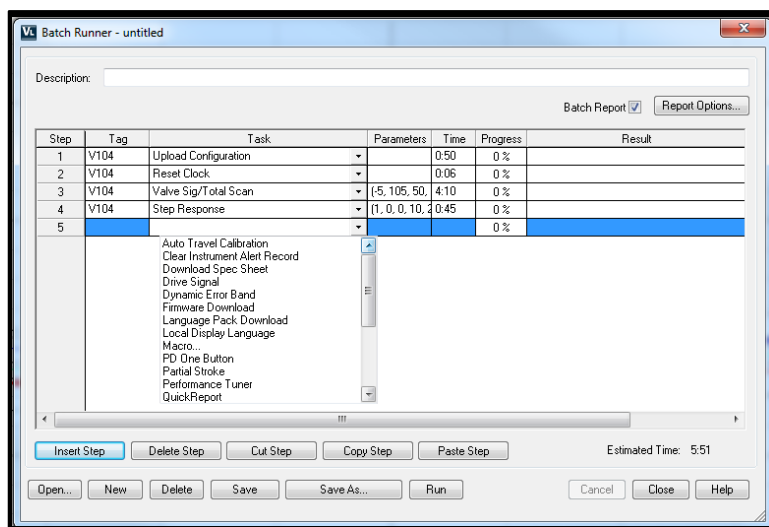 VL Batch Runner - untitled
Description:
Batch Report Report Options...
Step Tag Task Parameters Time Progress Result
1 V104 Upload Configuration 0:50 0 %
2 V104 Reset Clock 0:06 0 %
3 V104 Valve Sig/Total Scan (-5, 105, 50, 4:10 0 %
4 V104 Step Response (1, 0, 0, 10, 2 0:45 0 %
5 0 %
Auto Travel Calibration
Clear Instrument Alert Record
Download Spec Sheet
Drive Signal
Dynamic Error Band
Firmware Download
Language Pack Download
Local Display Language
Macro...
PD One Button
Partial Stroke
Performance Tuner
QuickReport
Insert Step Delete Step Cut Step Copy Step Paste Step Estimated Time: 5:51
Open... New Delete Save Save As... Run Cancel Close Help